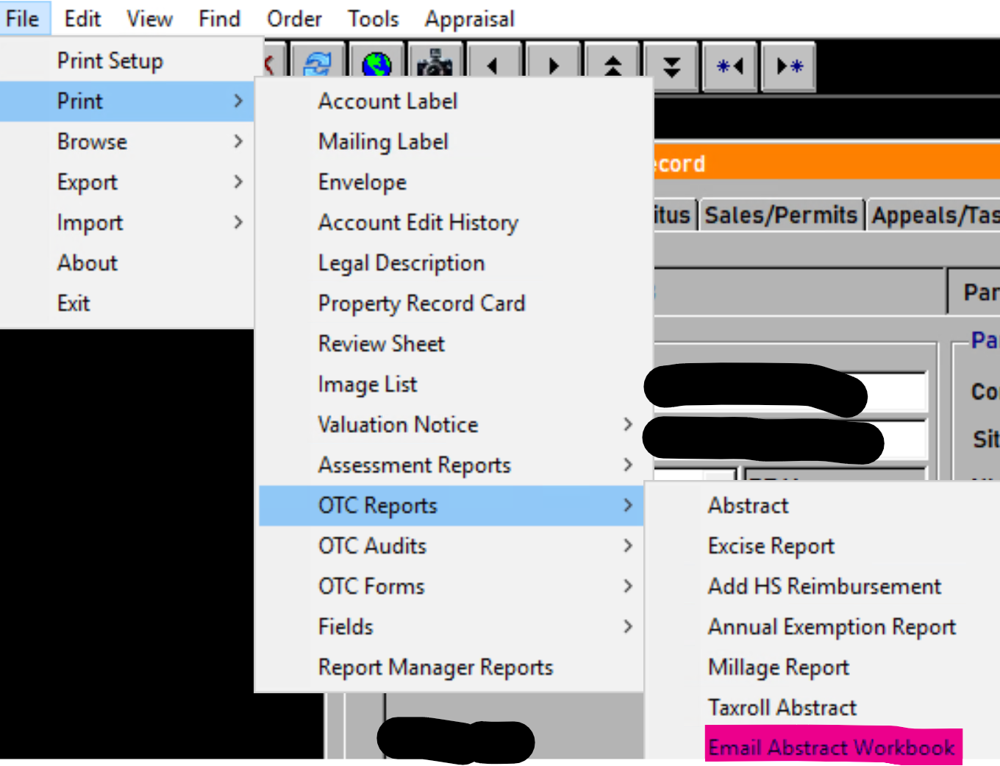 File Edit View Find Order Tools Appraisal
Print Setup
Print
Browse
Export
Import
About
Exit
Account Label
Mailing Label
Envelope
Account Edit History
Legal Description
Property Record Card
Review Sheet
Image List
Valuation Notice
Assessment Reports
OTC Reports
OTC Audits
OTC Forms
Fields
Report Manager Reports
Abstract
Excise Report
Add HS Reimbursement
Annual Exemption Report
Millage Report
Taxroll Abstract
Email Abstract Workbook
ecord
itus Sales/Permits Appeals/Tas
Par
Pa
Co
Sit